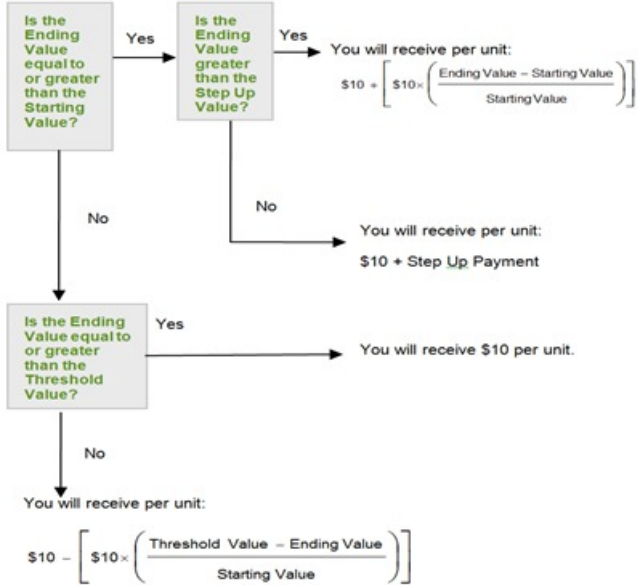 Is the
Ending
Value
equal to
or greater
than the
Starting
Value?
Yes
Is the
Ending
Value
greater
than the
Step Up
Value?
Yes
You will receive per unit:
$10 + [ $10× ( Ending Value – Starting Value
Starting Value ) ]
No
No
You will receive per unit:
$10 + Step Up Payment
Is the Ending
Value equal to
or greater
than the
Threshold
Value?
Yes
You will receive $10 per unit.
No
You will receive per unit:
$10 – [ $10× ( Threshold Value – Ending Value
Starting Value ) ]